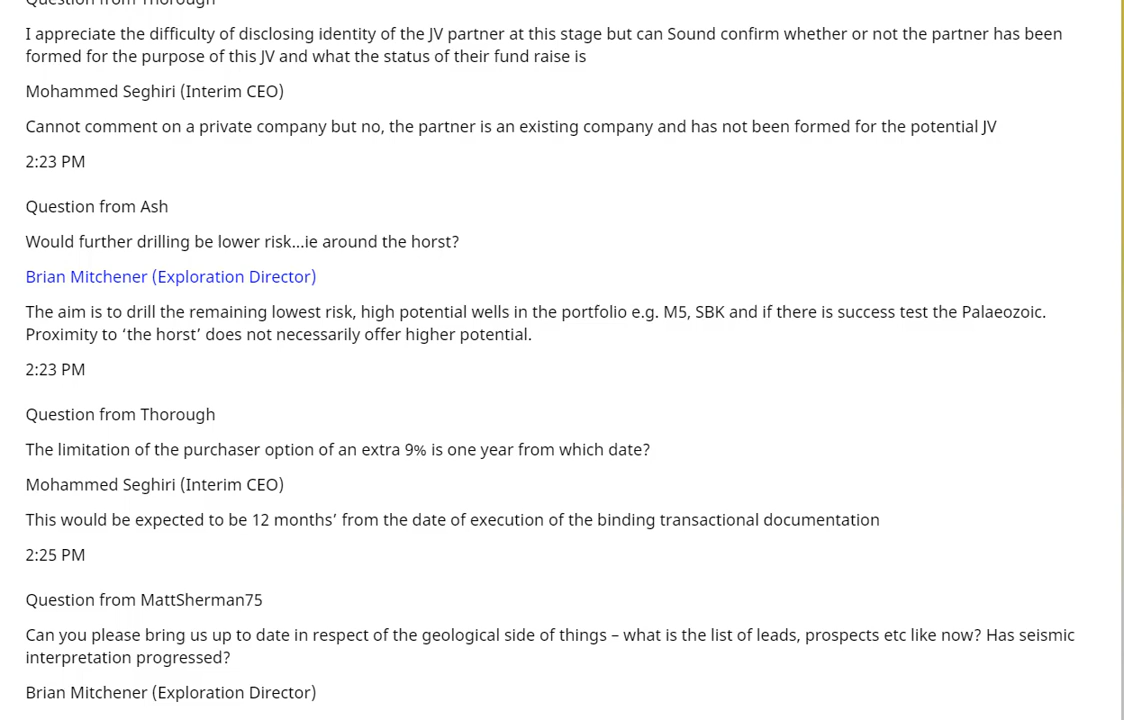 Question from Thorough
I appreciate the difficulty of disclosing identity of the JV partner at this stage but can Sound confirm whether or not the partner has been
formed for the purpose of this JV and what the status of their fund raise is
Mohammed Seghiri (Interim CEO)
Cannot comment on a private company but no, the partner is an existing company and has not been formed for the potential JV
2:23 PM
Question from Ash
Would further drilling be lower risk...ie around the horst?
Brian Mitchener (Exploration Director)
The aim is to drill the remaining lowest risk, high potential wells in the portfolio e.g. M5, SBK and if there is success test the Palaeozoic.
Proximity to ‘the horst’ does not necessarily offer higher potential.
2:23 PM
Question from Thorough
The limitation of the purchaser option of an extra 9% is one year from which date?
Mohammed Seghiri (Interim CEO)
This would be expected to be 12 months’ from the date of execution of the binding transactional documentation
2:25 PM
Question from MattSherman75
Can you please bring us up to date in respect of the geological side of things – what is the list of leads, prospects etc like now? Has seismic
interpretation progressed?
Brian Mitchener (Exploration Director)